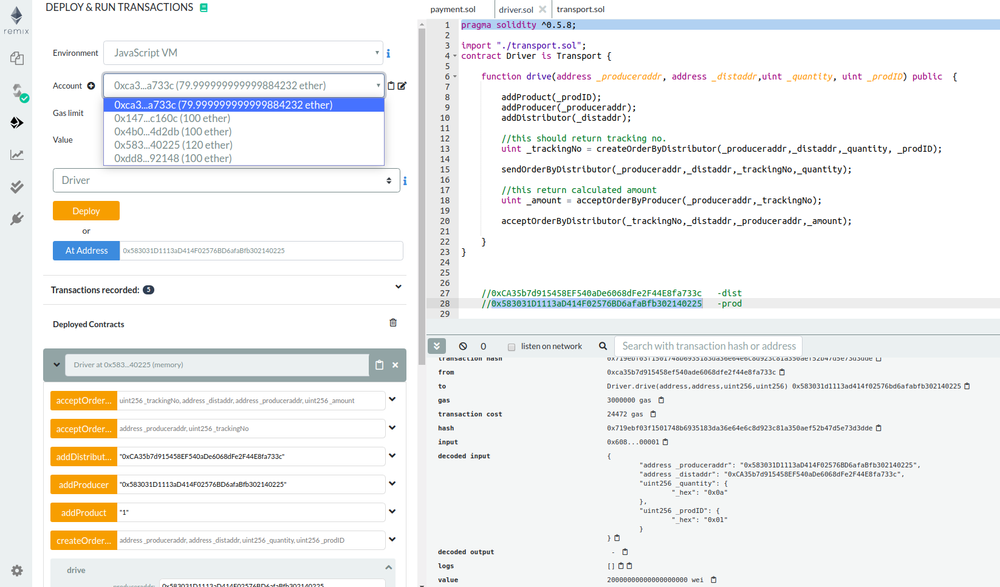 remix
DEPLOY & RUN TRANSACTIONS
Environment
JavaScript VM
Account
0xca3...a733c (79.999999999999884232 ether)
0xca3...a733c (79.999999999999884232 ether)
0x147...c160c (100 ether)
0x4b0...4d2db (100 ether)
0x583...40225 (120 ether)
0xdd8...92148 (100 ether)
Gas limit
Value
Driver
Deploy
or
At Address
0x583031D1113aD414F02576BD6afaBfb302140225
Transactions recorded: 5
Deployed Contracts
Driver at 0x583...40225 (memory)
acceptOrder... uint256 _trackingNo, address _distaddr, address _produceraddr, uint256 _amount
acceptOrder... address _produceraddr, uint256 _trackingNo
addDistribut... "0xCA35b7d915458EF540aDe6068dFe2F44E8fa733c"
addProducer "0x583031D1113aD414F02576BD6afaBfb302140225"
addProduct "1"
createOrder... address _produceraddr, address _distaddr, uint256 _quantity, uint256 _prodID
drive
_produceraddr: 0x583031D1113aD414F02576BD6afaBfb302140225
payment.sol driver.sol transport.sol
1 pragma solidity ^0.5.8;
2
3 import "./transport.sol";
4 contract Driver is Transport {
5
6 function drive(address _produceraddr, address _distaddr,uint _quantity, uint _prodID) public {
7
8 addProduct(_prodID);
9 addProducer(_produceraddr);
10 addDistributor(_distaddr);
11
12 //this should return tracking no.
13 uint _trackingNo = createOrderByDistributor(_produceraddr,_distaddr,_quantity, _prodID);
14
15 sendOrderByDistributor(_produceraddr,_distaddr,_trackingNo,_quantity);
16
17 //this return calculated amount
18 uint _amount = acceptOrderByProducer(_produceraddr,_trackingNo);
19
20 acceptOrderByDistributor(_trackingNo,_distaddr,_produceraddr,_amount);
21
22 }
23 }
24
25
26
27 //0xCA35b7d915458EF540aDe6068dFe2F44E8fa733c -dist
28 //0x583031D1113aD414F02576BD6afaBfb302140225 -prod
29
0 listen on network Search with transaction hash or address
transaction hash 0x719ebf03f1501748b6935183da36e64e6c8d923c81a350aef52b47d5e73d3dde
from 0xca35b7d915458ef540ade6068dfe2f44e8fa733c
to Driver.drive(address,address,uint256,uint256) 0x583031d1113ad414f02576bd6afabfb302140225
gas 3000000 gas
transaction cost 24472 gas
hash 0x719ebf03f1501748b6935183da36e64e6c8d923c81a350aef52b47d5e73d3dde
input 0x608...00001
decoded input {
"address _produceraddr": "0x583031D1113aD414F02576BD6afaBfb302140225",
"address _distaddr": "0xCA35b7d915458EF540aDe6068dFe2F44E8fa733c",
"uint256 _quantity": {
"_hex": "0x0a"
},
"uint256 _prodID": {
"_hex": "0x01"
}
}
decoded output -
logs []
value 20000000000000000000 wei